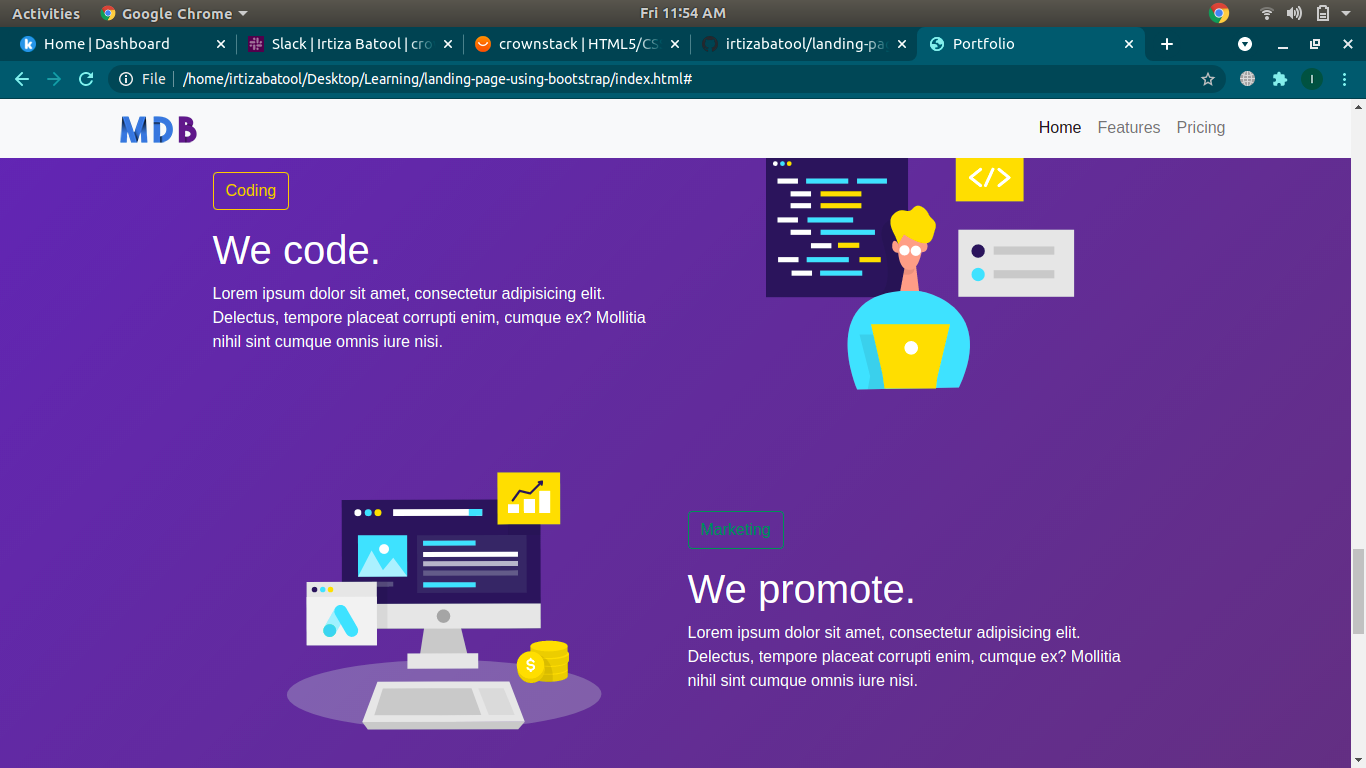 Activities Google Chrome Fri 11:54 AM
Home | Dashboard Slack | Irtiza Batool | cro crownstack | HTML5/CS irtizabatool/landing-pa Portfolio
File /home/irtizabatool/Desktop/Learning/landing-page-using-bootstrap/index.html# I
MDB Home Features Pricing
Coding
</>
We code.
Lorem ipsum dolor sit amet, consectetur adipisicing elit.
Delectus, tempore placeat corrupti enim, cumque ex? Mollitia
nihil sint cumque omnis iure nisi.
Marketing
We promote.
Lorem ipsum dolor sit amet, consectetur adipisicing elit.
Delectus, tempore placeat corrupti enim, cumque ex? Mollitia
nihil sint cumque omnis iure nisi.
$